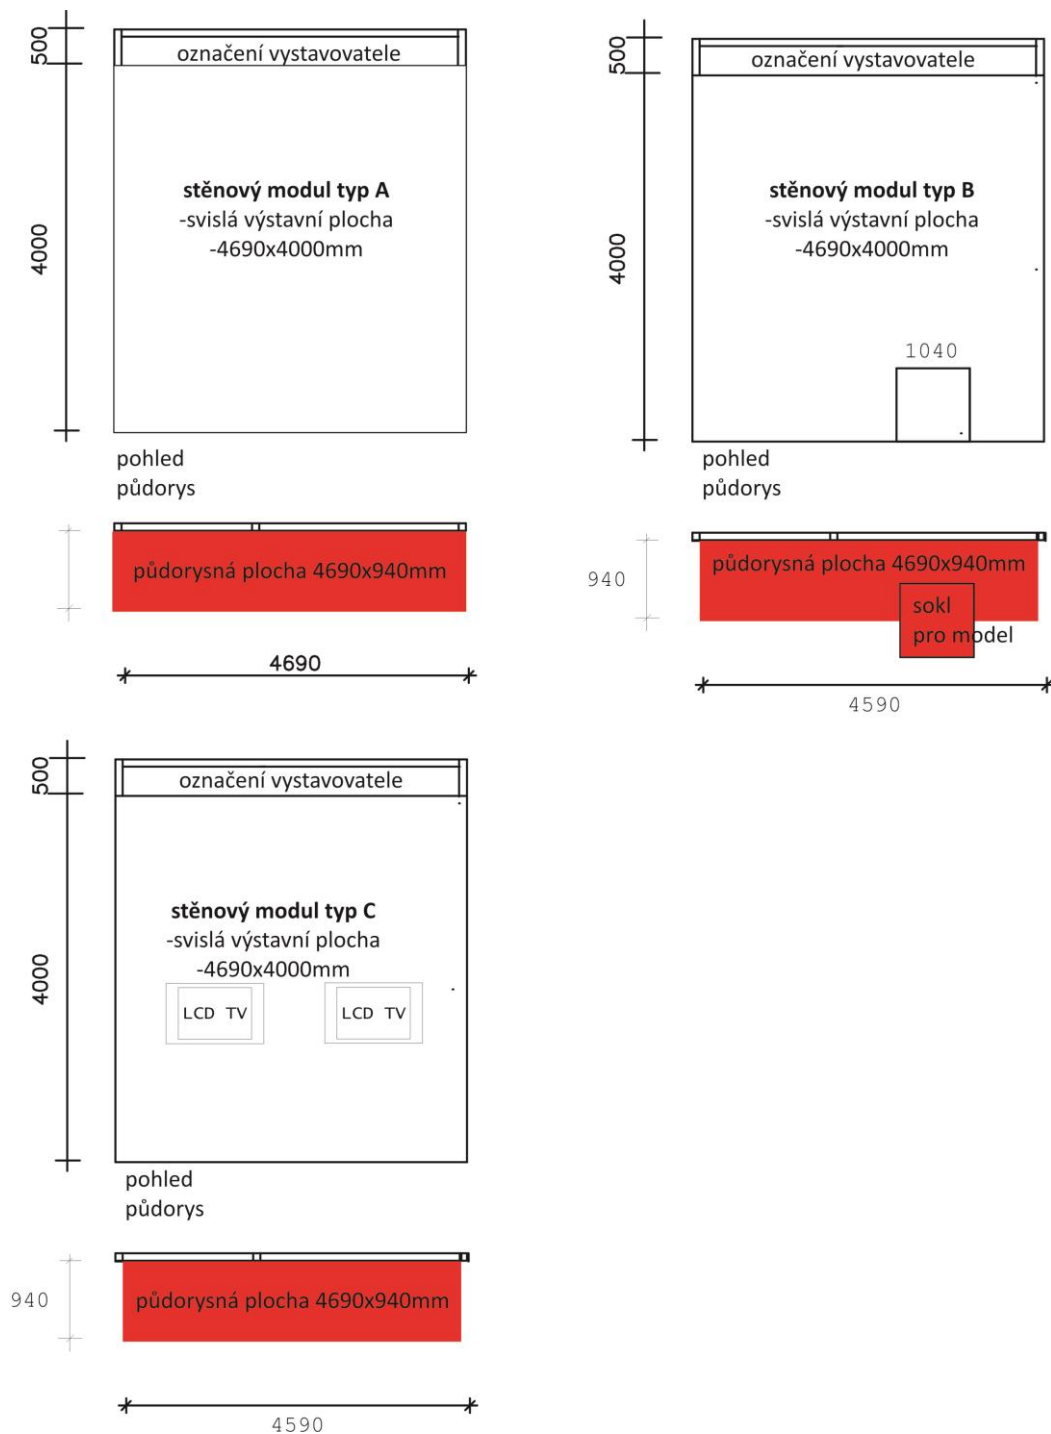 500
označení vystavovatele
stěnový modul typ A
-svislá výstavní plocha
-4690x4000mm
4000
pohled
půdorys
půdorysná plocha 4690x940mm
4690
500
označení vystavovatele
stěnový modul typ B
-svislá výstavní plocha
-4690x4000mm
4000
1040
pohled
půdorys
940
půdorysná plocha 4690x940mm
sokl
pro model
4590
500
označení vystavovatele
stěnový modul typ C
-svislá výstavní plocha
-4690x4000mm
4000
LCD TV
LCD TV
pohled
půdorys
940
půdorysná plocha 4690x940mm
4590